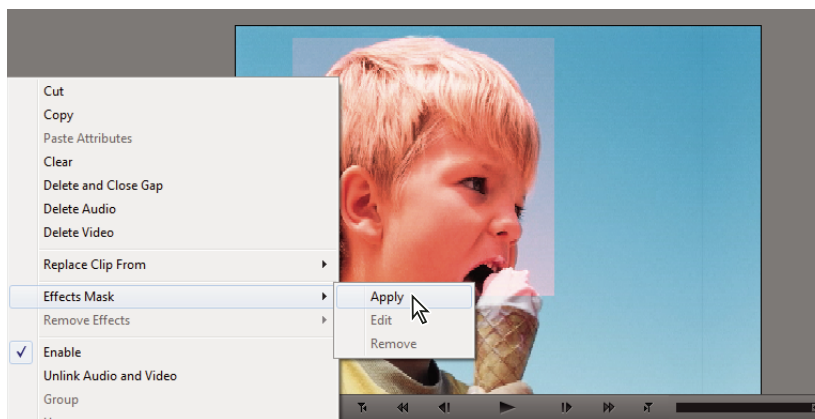 Cut
Copy
Paste Attributes
Clear
Delete and Close Gap
Delete Audio
Delete Video
Replace Clip From
Effects Mask
Apply
Remove Effects
Edit
Remove
Enable
Unlink Audio and Video
Group